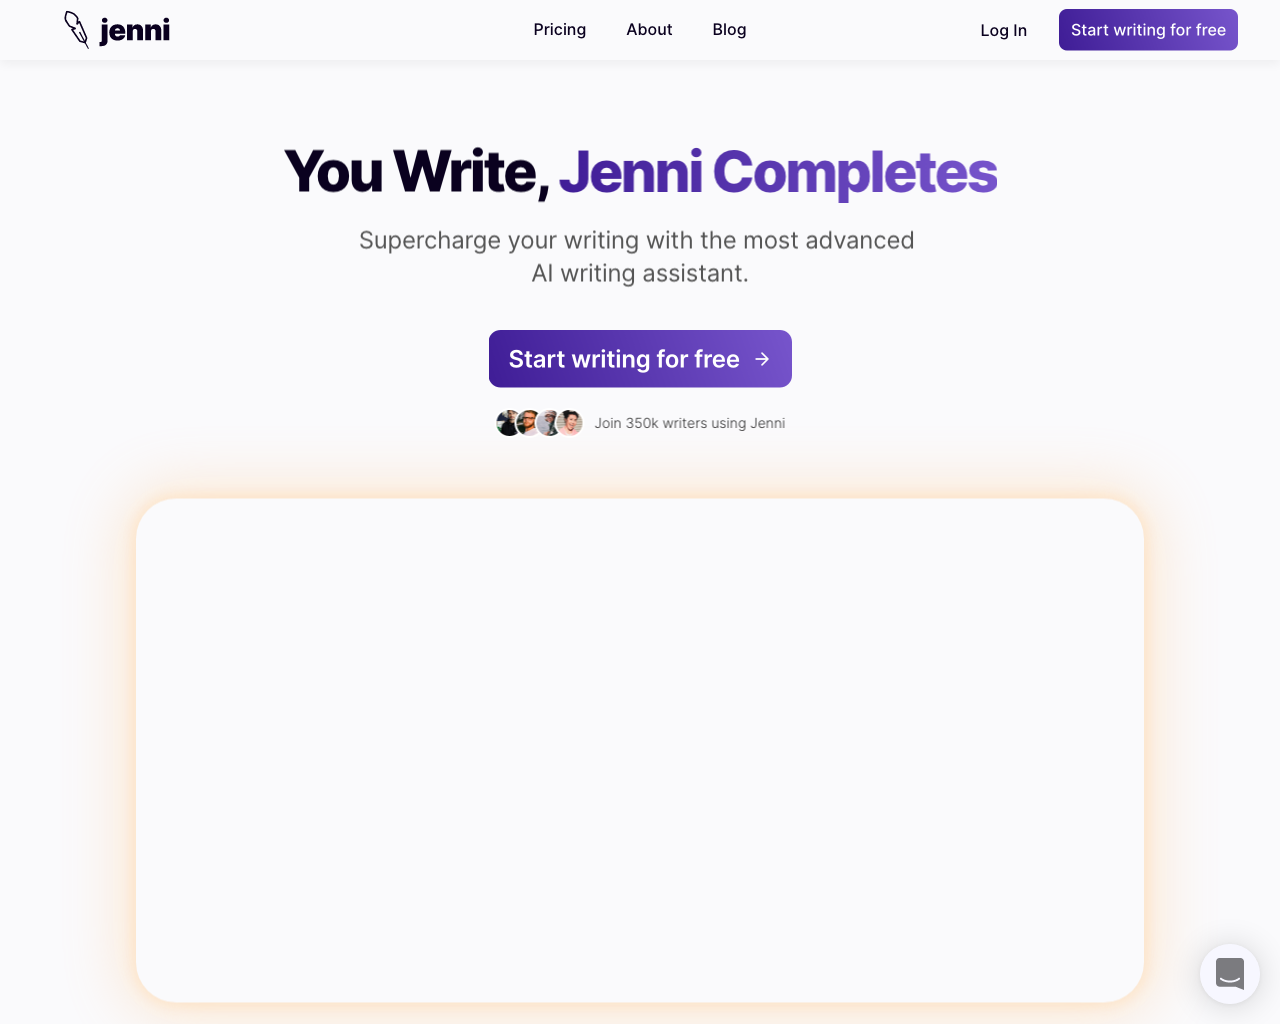 jenni
Pricing
About
Blog
Log In
Start writing for free
You Write, Jenni Completes
Supercharge your writing with the most advanced
AI writing assistant.
Start writing for free
Join 350k writers using Jenni